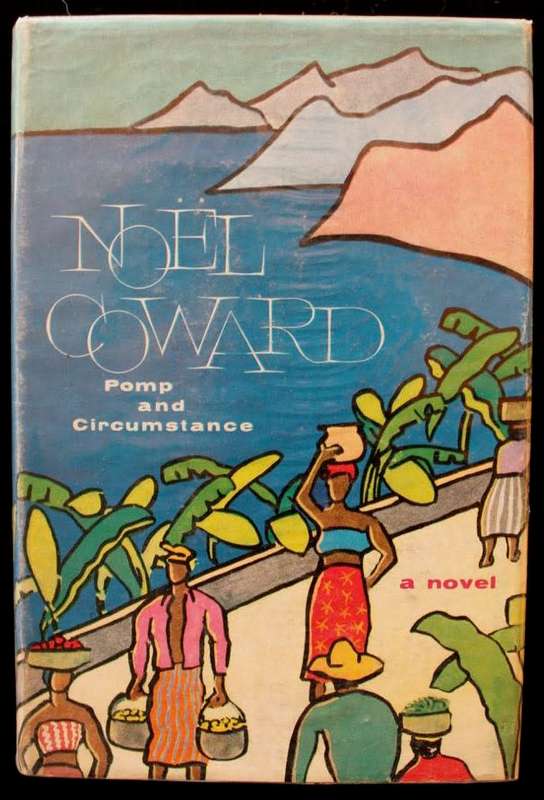 NOËL
COWARD
Pomp
and
Circumstance
a novel